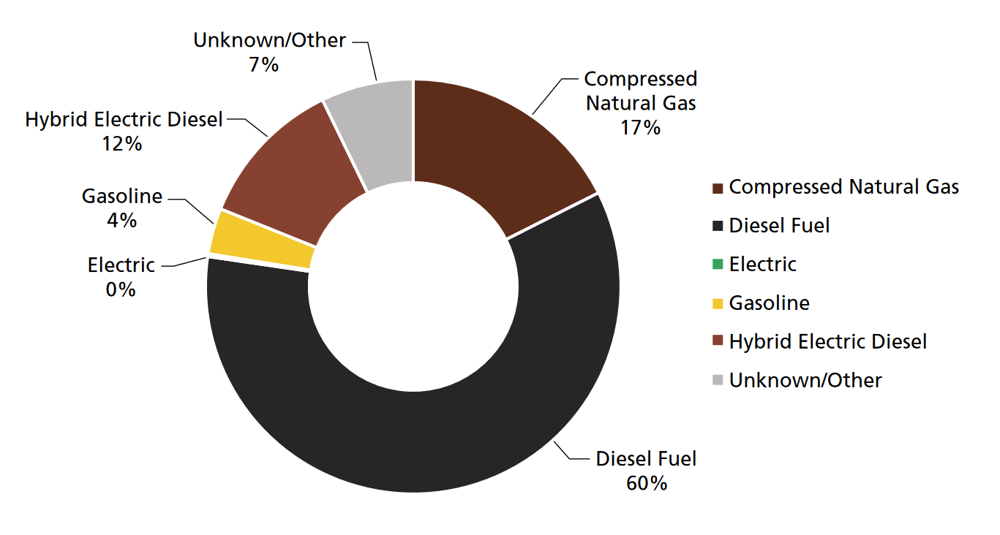 Unknown/Other
7%
Compressed
Natural Gas
17%
Hybrid Electric Diesel
12%
Gasoline
4%
Electric
0%
Diesel Fuel
60%
Compressed Natural Gas
Diesel Fuel
Electric
Gasoline
Hybrid Electric Diesel
Unknown/Other